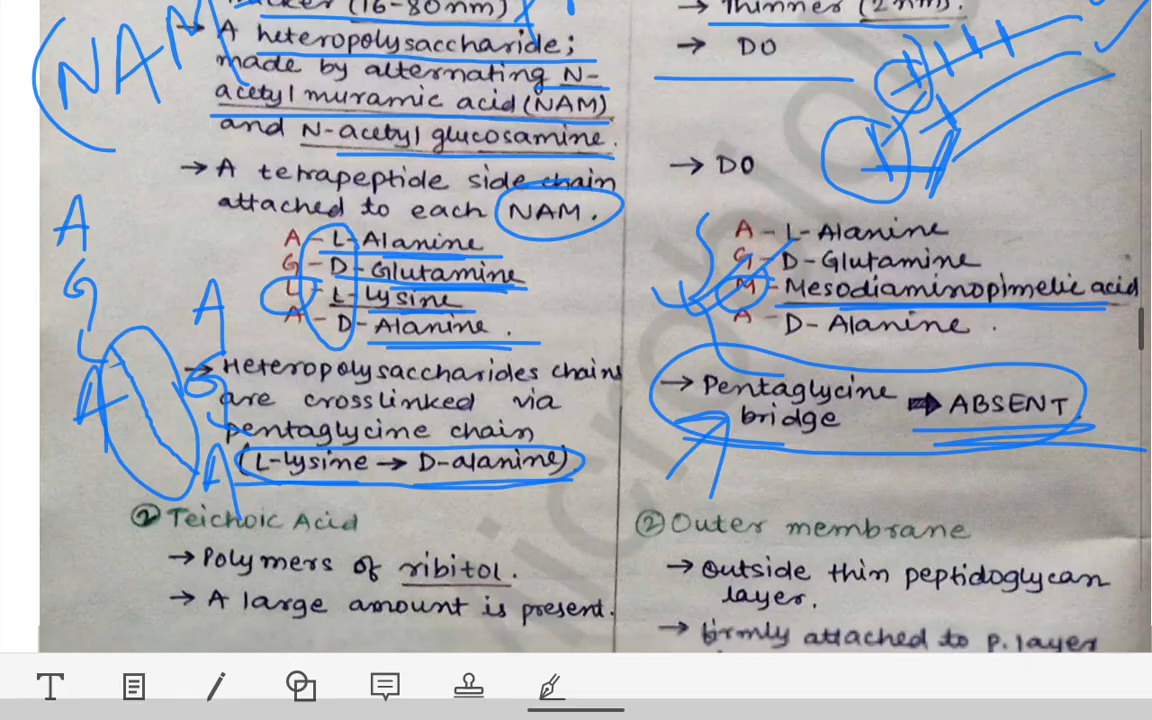 thicker (16-80nm)
→ A heteropolysaccharide;
made by alternating N-
acetyl muramic acid (NAM)
and N-acetyl glucosamine.
→ A tetrapeptide side chain
attached to each NAM.
A - L-Alanine
G - D-Glutamine
L - L-Lysine
A - D-Alanine.
→ Heteropolysaccharides chains
are crosslinked via
pentaglycine chain
(L-lysine → D-alanine)
② Teichoic Acid
→ Polymers of ribitol.
→ A large amount is present.
→ Thinner (2nm).
→ DO
→ DO
A - L-Alanine
G - D-Glutamine
M - Mesodiaminopimelic acid
A - D-Alanine.
→ Pentaglycine
bridge ➡ ABSENT
② Outer membrane
→ Outside thin peptidoglycan
layer.
→ firmly attached to p. layer
(NAM
A
G
L
A
A
G
L
A
T